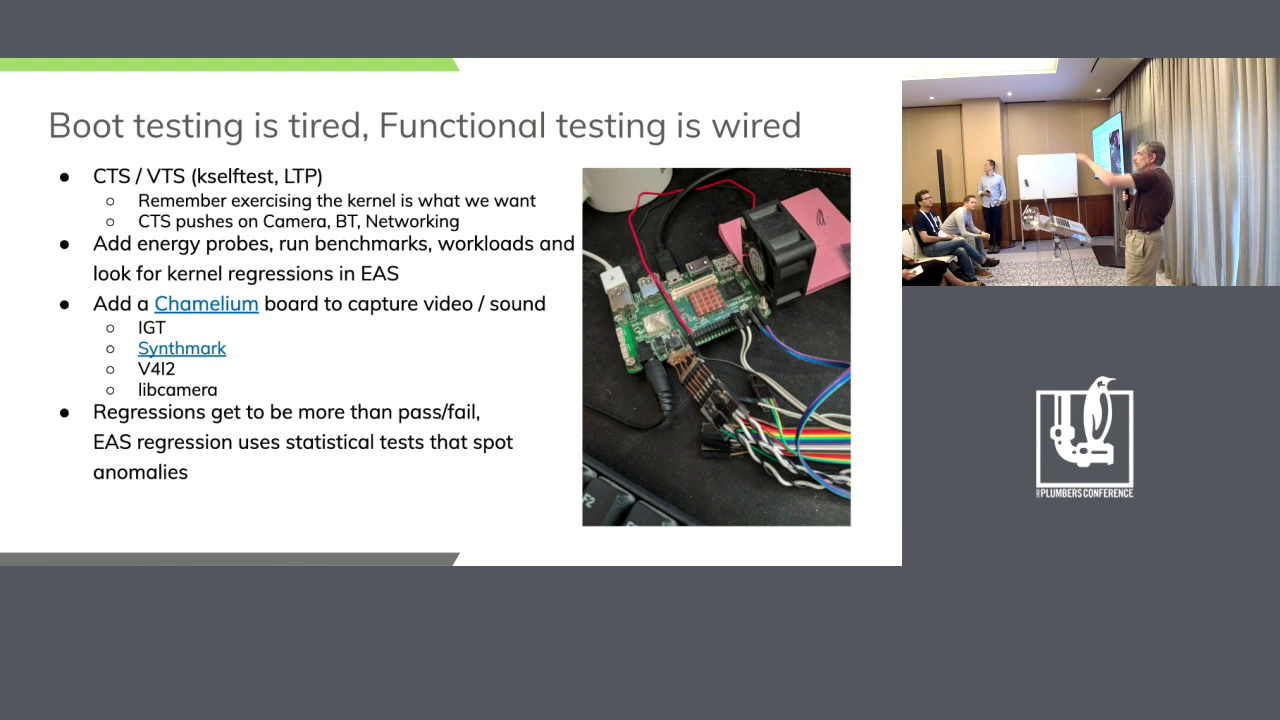 Boot testing is tired, Functional testing is wired
● CTS / VTS (kselftest, LTP)
○ Remember exercising the kernel is what we want
○ CTS pushes on Camera, BT, Networking
● Add energy probes, run benchmarks, workloads and
look for kernel regressions in EAS
● Add a Chamelium board to capture video / sound
○ IGT
○ Synthmark
○ V4l2
○ libcamera
● Regressions get to be more than pass/fail,
EAS regression uses statistical tests that spot
anomalies
F2
PLUMBERS CONFERENCE